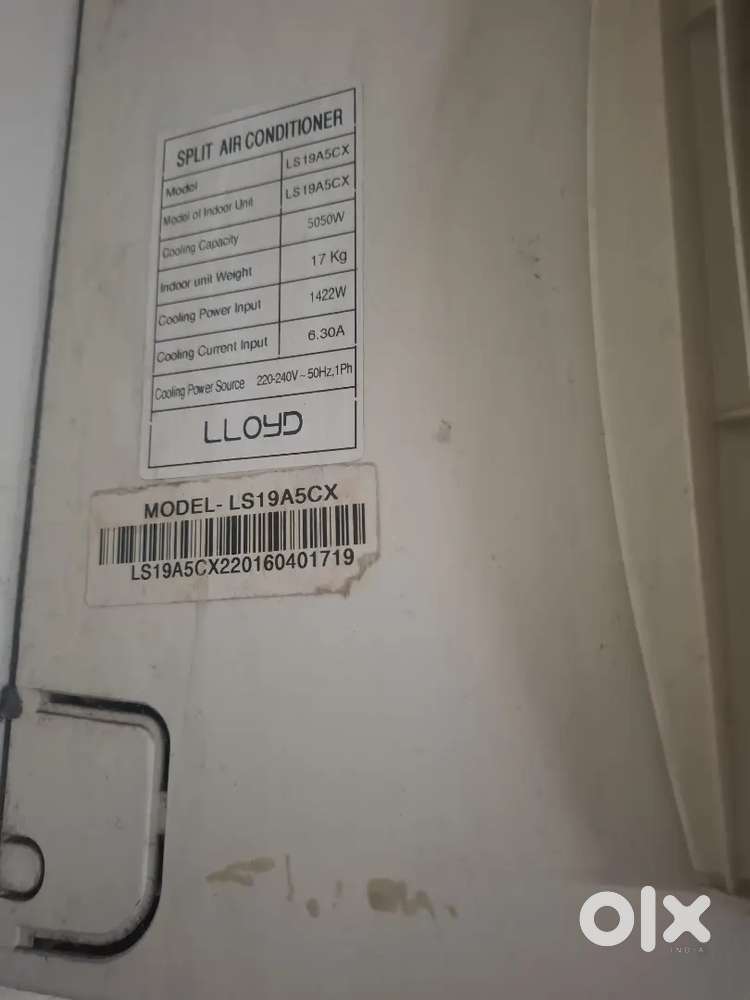 SPLIT AIR CONDITIONER
Model LS19A5CX
Model of Indoor Unit LS19A5CX
Cooling Capacity 5050W
Indoor unit Weight 17 Kg
Cooling Power Input 1422W
Cooling Current Input 6.30A
Cooling Power Source 220-240V~50Hz,1Ph
LLOYD
MODEL- LS19A5CX
LS19A5CX220160401719
olx
INDIA